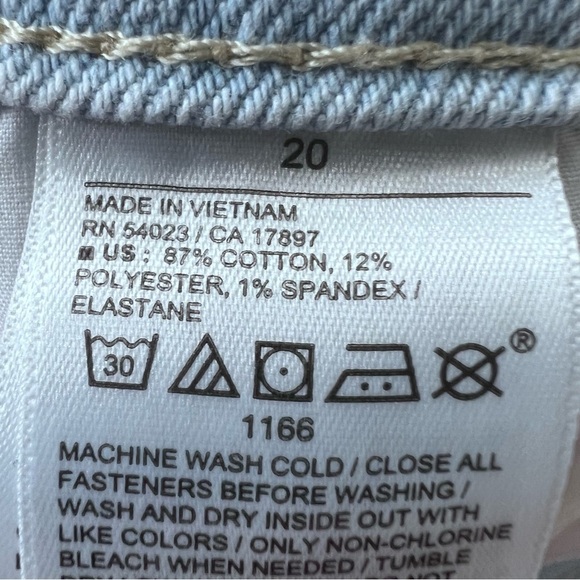 20
MADE IN VIETNAM
RN 54023 / CA 17897
US : 87% COTTON, 12%
POLYESTER, 1% SPANDEX /
ELASTANE
30
®
1166
MACHINE WASH COLD / CLOSE ALL
FASTENERS BEFORE WASHING /
WASH AND DRY INSIDE OUT WITH
LIKE COLORS / ONLY NON-CHLORINE
BLEACH WHEN NEEDED / TUMBLE